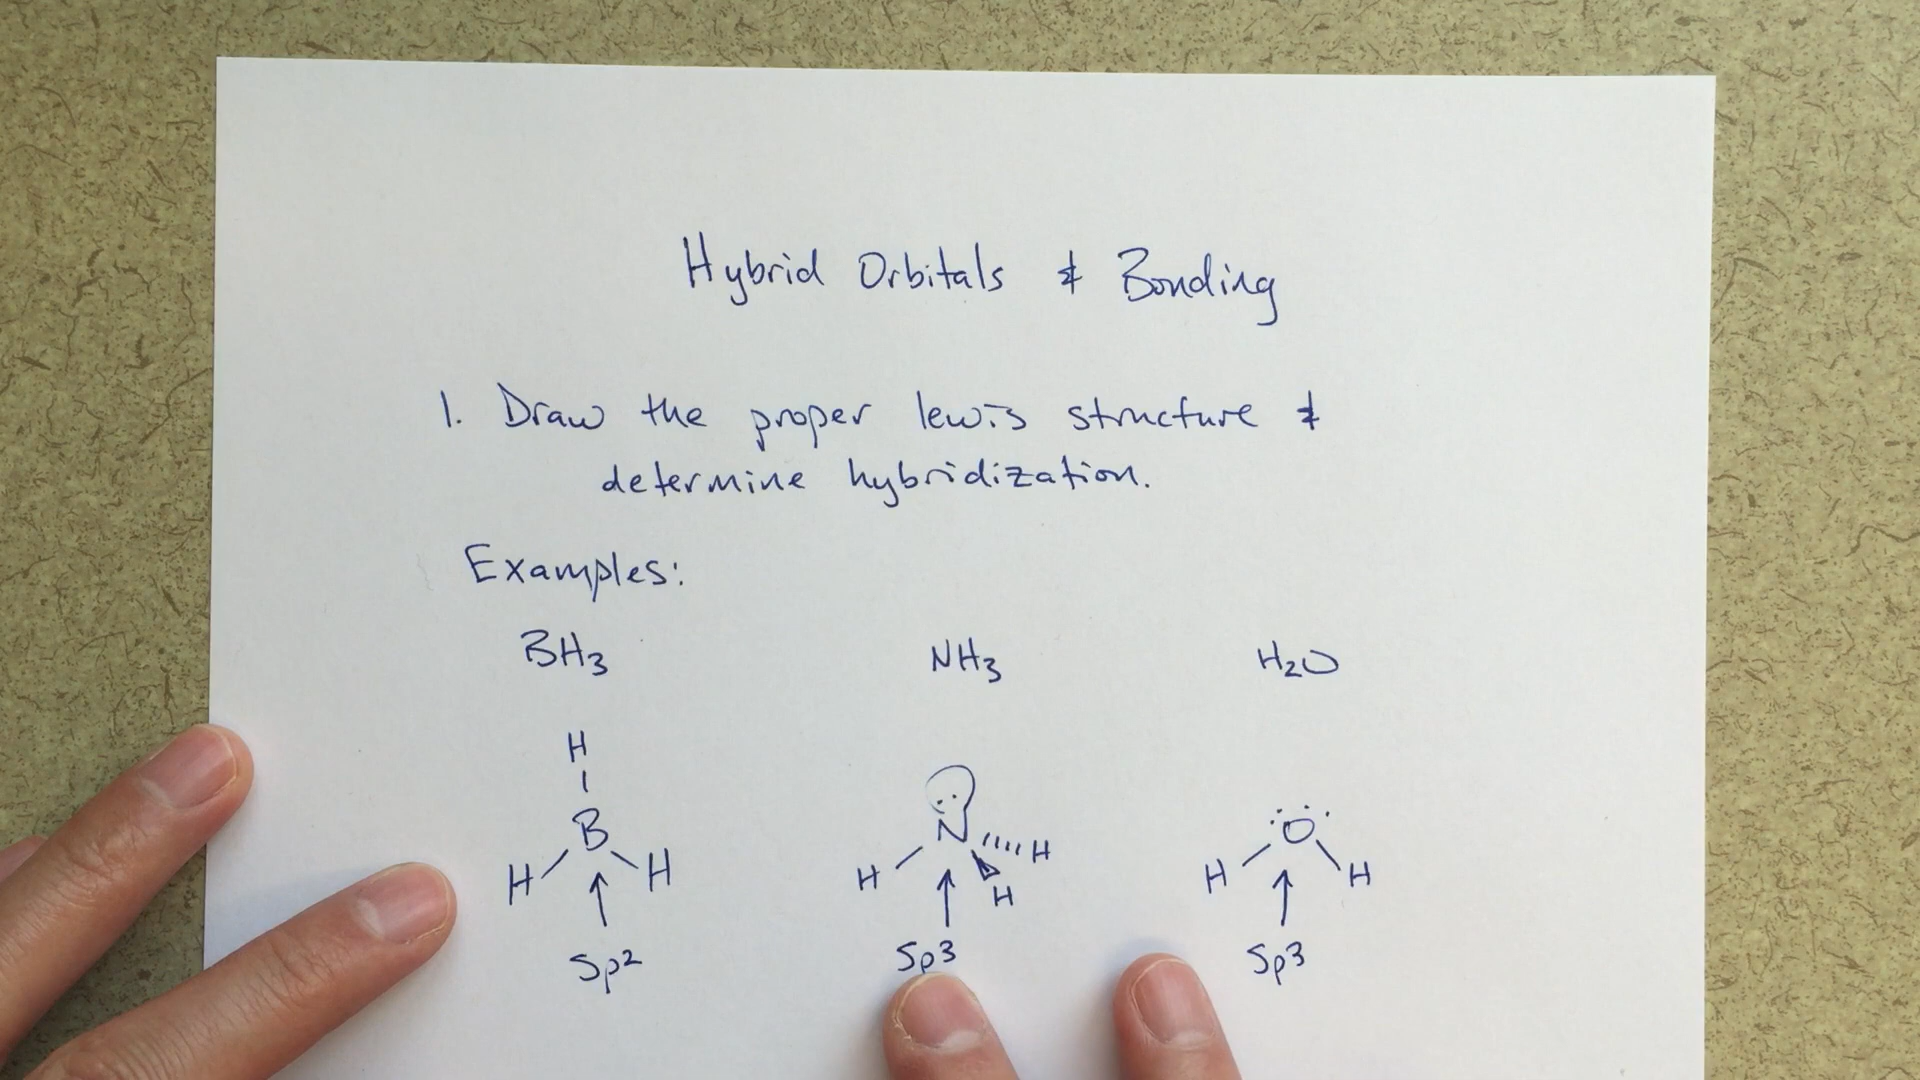 Hybrid Orbitals & Bonding
1. Draw the proper lewis structure &
determine hybridization.
Examples:
BH3 NH3 H2O
H
B
H H
N
H H
H
O
H H
Sp2 Sp3 Sp3